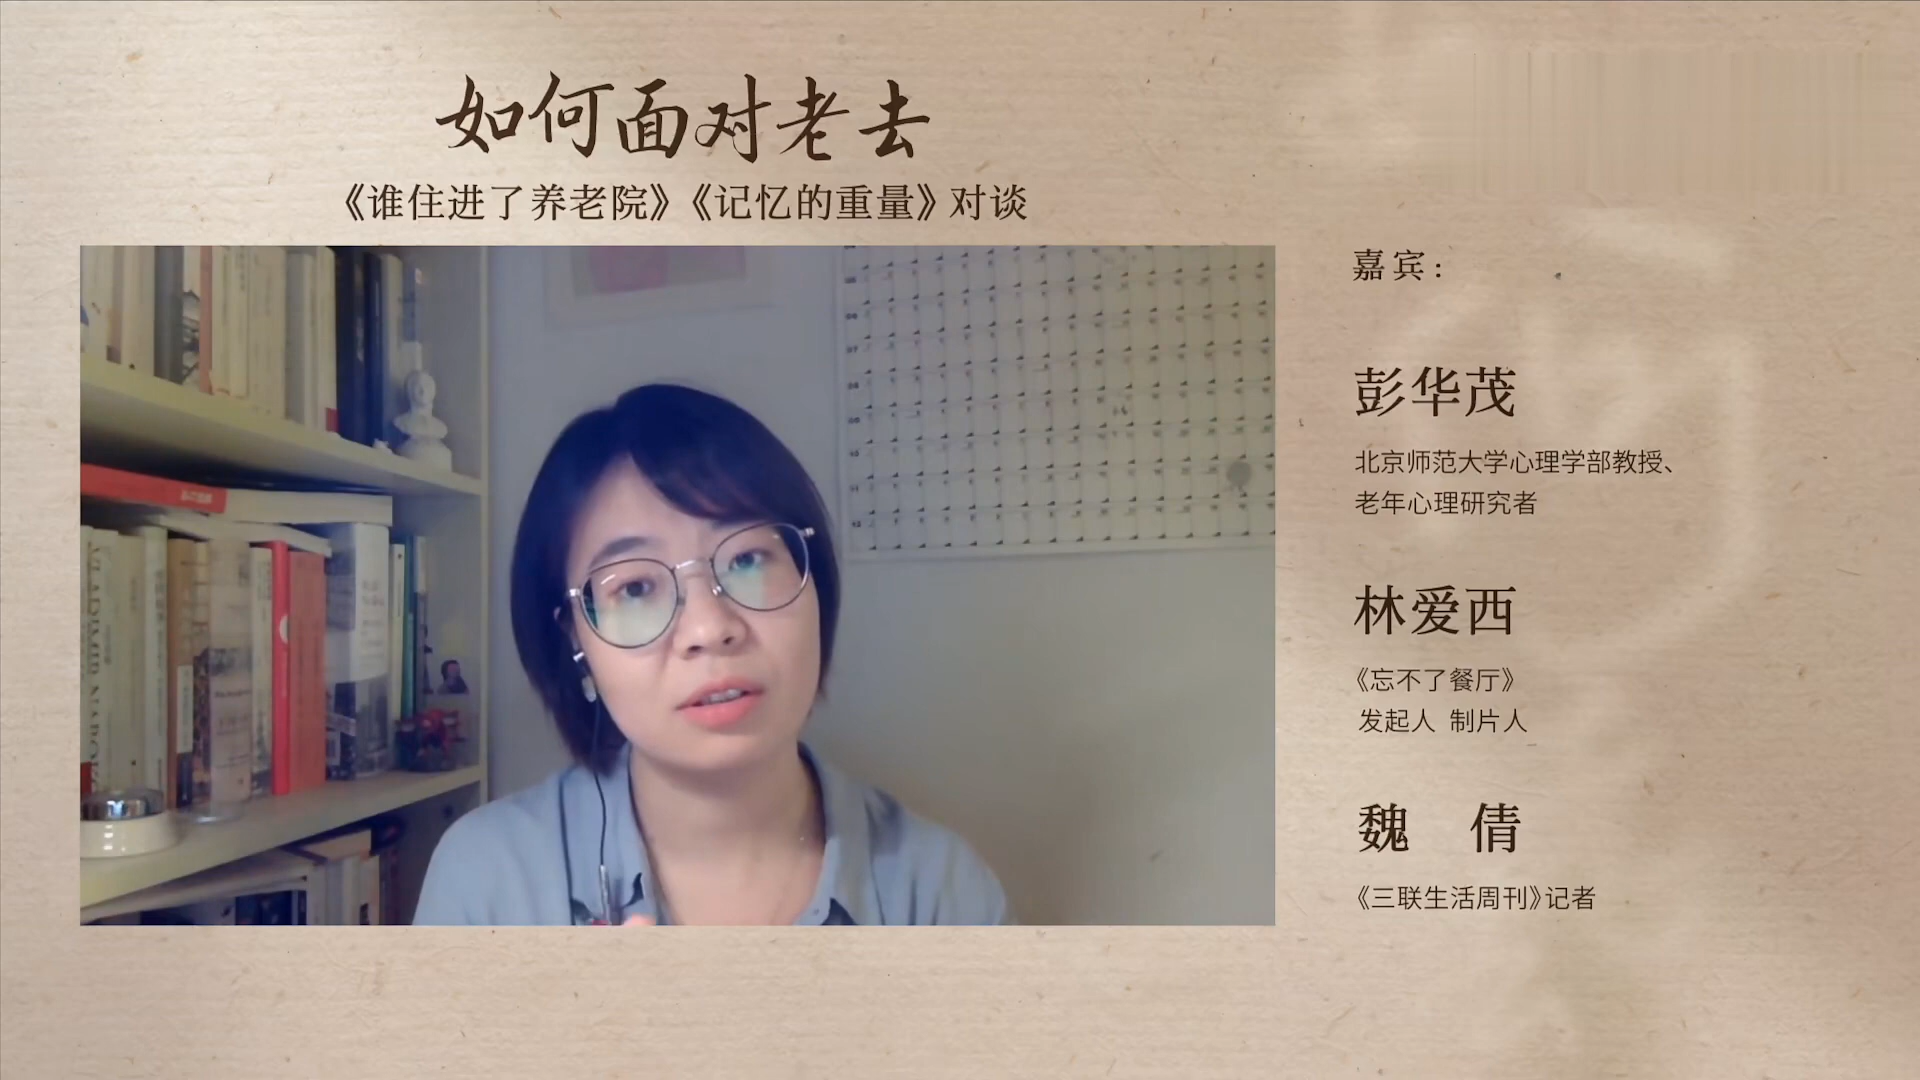 如何面对老去
《谁住进了养老院》《记忆的重量》对谈
嘉宾：
彭华茂
北京师范大学心理学部教授、
老年心理研究者
林爱西
《忘不了餐厅》
发起人 制片人
魏 倩
《三联生活周刊》记者
VLADIMIR NABOKOV